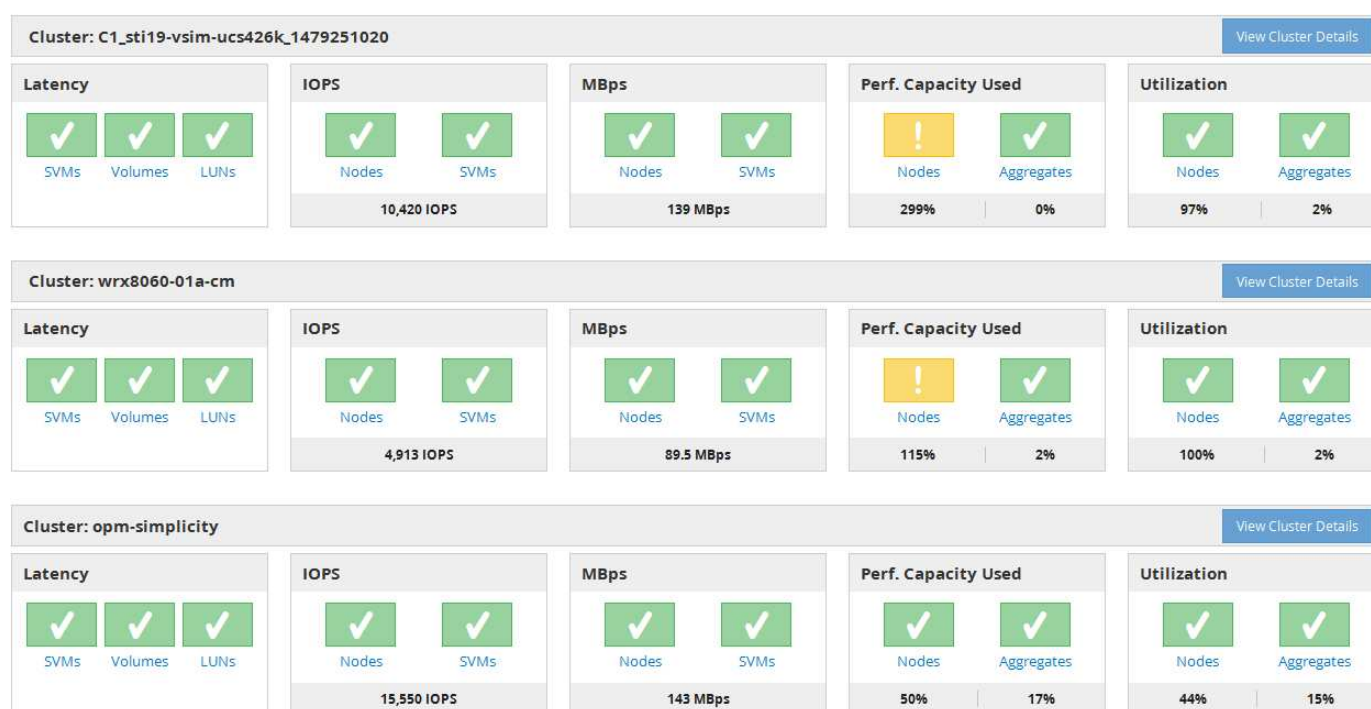 Cluster: C1_sti19-vsim-ucs426k_1479251020 View Cluster Details
Latency IOPS MBps Perf. Capacity Used Utilization
SVMs Volumes LUNs Nodes SVMs Nodes SVMs Nodes Aggregates Nodes Aggregates
10,420 IOPS 139 MBps 299% 0% 97% 2%
Cluster: wrx8060-01a-cm View Cluster Details
Latency IOPS MBps Perf. Capacity Used Utilization
SVMs Volumes LUNs Nodes SVMs Nodes SVMs Nodes Aggregates Nodes Aggregates
4,913 IOPS 89.5 MBps 115% 2% 100% 2%
Cluster: opm-simplicity View Cluster Details
Latency IOPS MBps Perf. Capacity Used Utilization
SVMs Volumes LUNs Nodes SVMs Nodes SVMs Nodes Aggregates Nodes Aggregates
15,550 IOPS 143 MBps 50% 17% 44% 15%